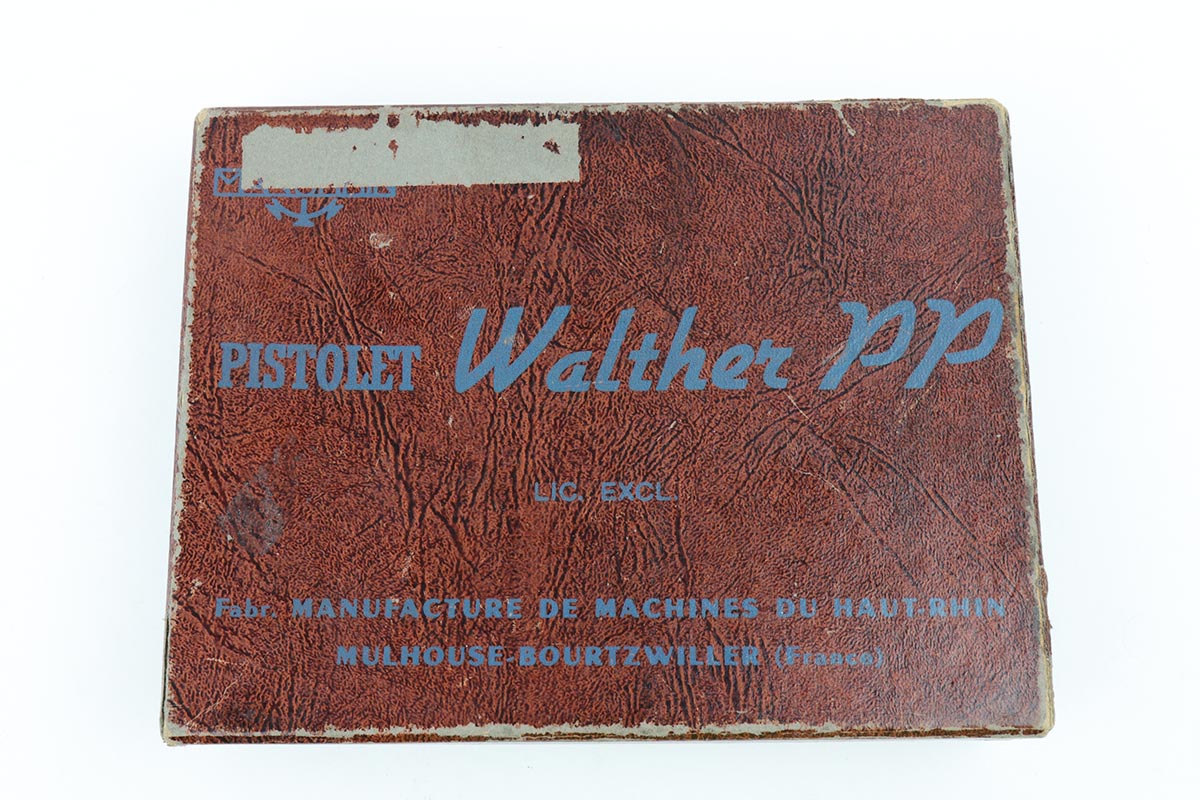 PISTOLET Walther PP
LIC. EXCL.
Fabr. MANUFACTURE DE MACHINES DU HAUT-RHIN
MULHOUSE-BOURTZWILLER (France)